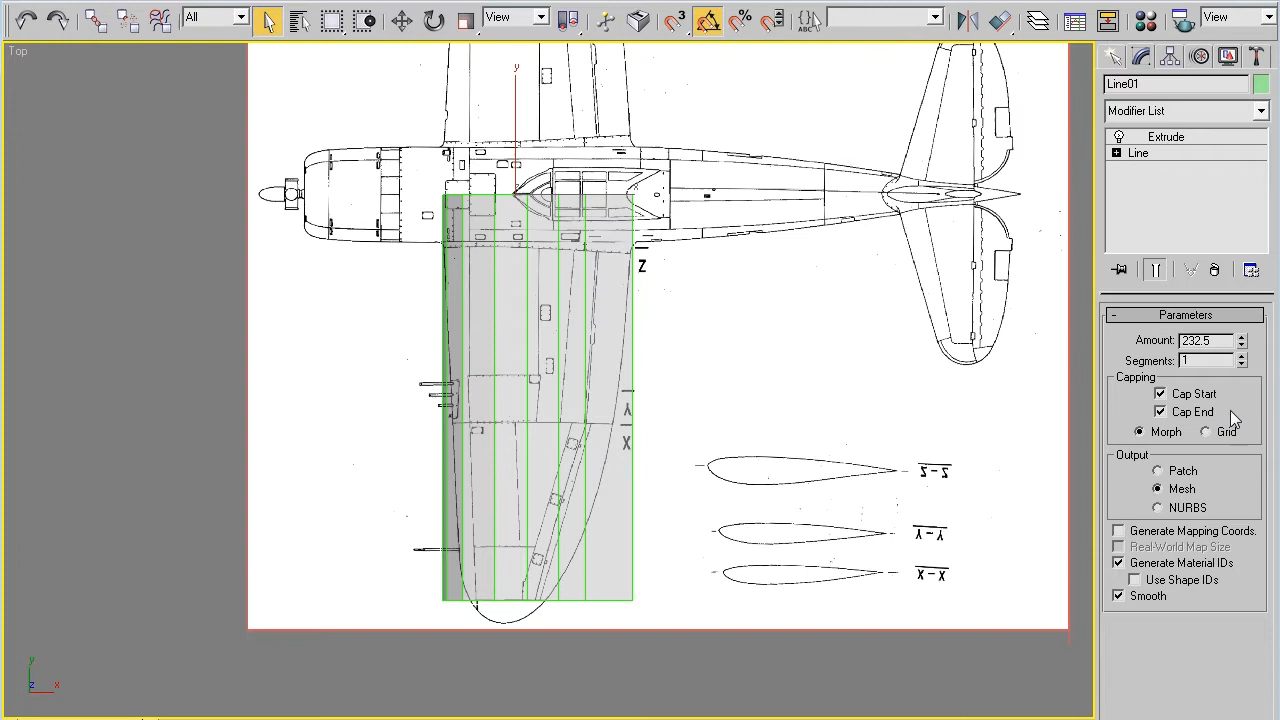 All
View
3
%
ABC
View
Top
y
Line01
Modifier List
Extrude
Line
Z
Parameters
Amount: 232.5
Segments: 1
Capping
Cap Start
Cap End
Morph Grid
Y
X
Output
Patch
Z-Z
Mesh
NURBS
Y-Y
Generate Mapping Coords.
Real-World Map Size
Generate Material IDs
X-X
Use Shape IDs
Smooth
y
z x